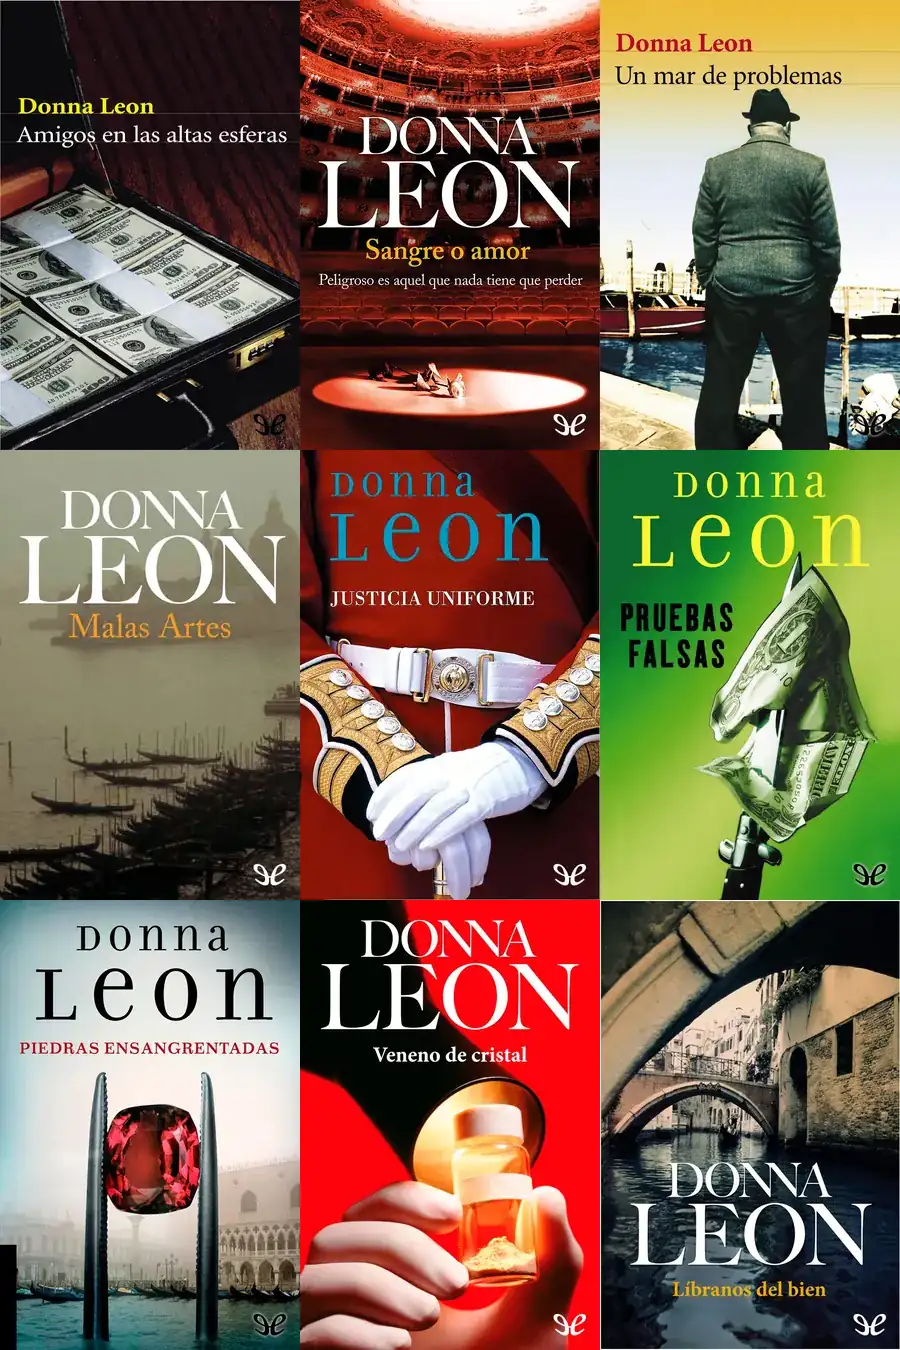 Donna Leon
Amigos en las altas esferas
DONNA
LEON
Sangre o amor
Peligroso es aquel que nada tiene que perder
Donna Leon
Un mar de problemas
DONNA
LEON
Malas Artes
Donna
Leon
JUSTICIA UNIFORME
Donna
Leon
PRUEBAS
FALSAS
Donna
Leon
PIEDRAS ENSANGRENTADAS
DONNA
LEON
Veneno de cristal
DONNA
LEON
Líbranos del bien